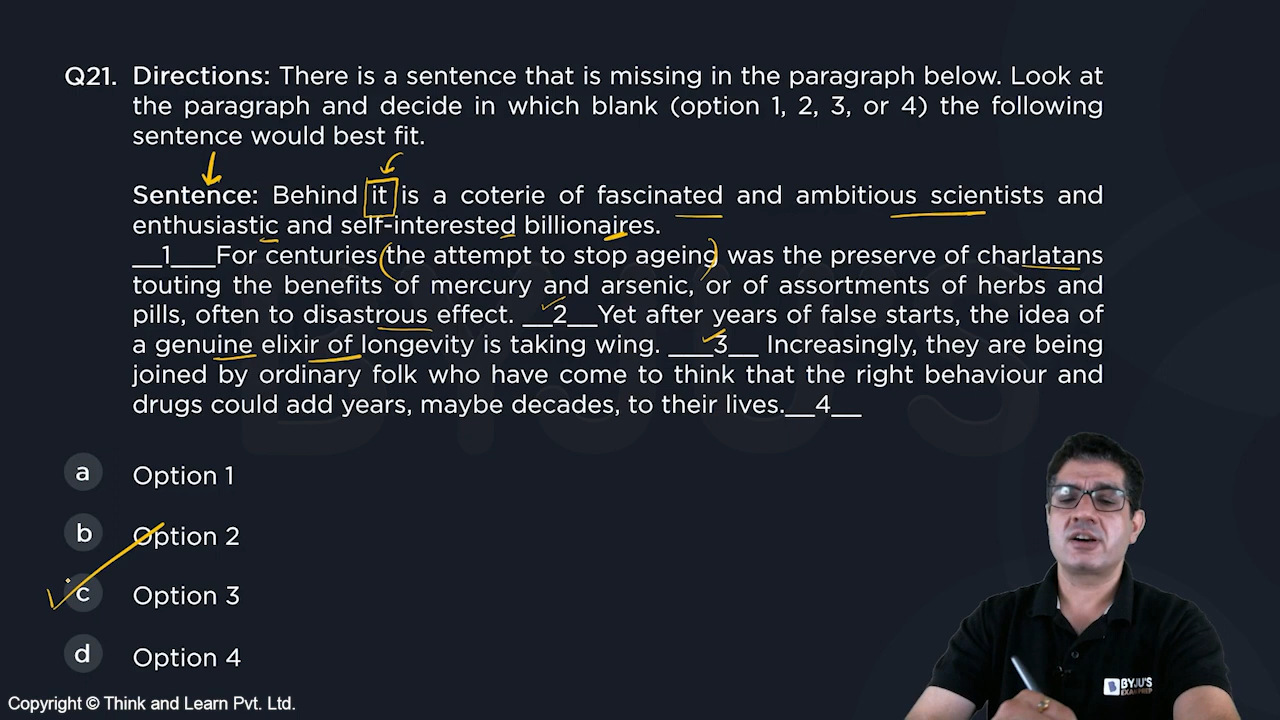 Q21. Directions: There is a sentence that is missing in the paragraph below. Look at
the paragraph and decide in which blank (option 1, 2, 3, or 4) the following
sentence would best fit.
Sentence: Behind it is a coterie of fascinated and ambitious scientists and
enthusiastic and self-interested billionaires.
__1___For centuries the attempt to stop ageing was the preserve of charlatans
touting the benefits of mercury and arsenic, or of assortments of herbs and
pills, often to disastrous effect. __2__Yet after years of false starts, the idea of
a genuine elixir of longevity is taking wing. ___3__ Increasingly, they are being
joined by ordinary folk who have come to think that the right behaviour and
drugs could add years, maybe decades, to their lives.__4__
a Option 1
b Option 2
c Option 3
d Option 4
BYJU'S
EXAM PREP
Copyright © Think and Learn Pvt. Ltd.